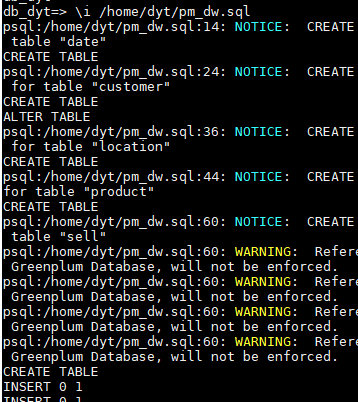 db_dyt=> \i /home/dyt/pm_dw.sql
psql:/home/dyt/pm_dw.sql:14: NOTICE:  CREATE
 table "date"
CREATE TABLE
psql:/home/dyt/pm_dw.sql:24: NOTICE:  CREATE
 for table "customer"
CREATE TABLE
ALTER TABLE
psql:/home/dyt/pm_dw.sql:36: NOTICE:  CREATE
 for table "location"
CREATE TABLE
psql:/home/dyt/pm_dw.sql:44: NOTICE:  CREATE
for table "product"
CREATE TABLE
psql:/home/dyt/pm_dw.sql:60: NOTICE:  CREATE
 table "sell"
psql:/home/dyt/pm_dw.sql:60: WARNING:  Refere
 Greenplum Database, will not be enforced.
psql:/home/dyt/pm_dw.sql:60: WARNING:  Refere
 Greenplum Database, will not be enforced.
psql:/home/dyt/pm_dw.sql:60: WARNING:  Refere
 Greenplum Database, will not be enforced.
psql:/home/dyt/pm_dw.sql:60: WARNING:  Refere
 Greenplum Database, will not be enforced.
CREATE TABLE
INSERT 0 1
INSERT 0 1